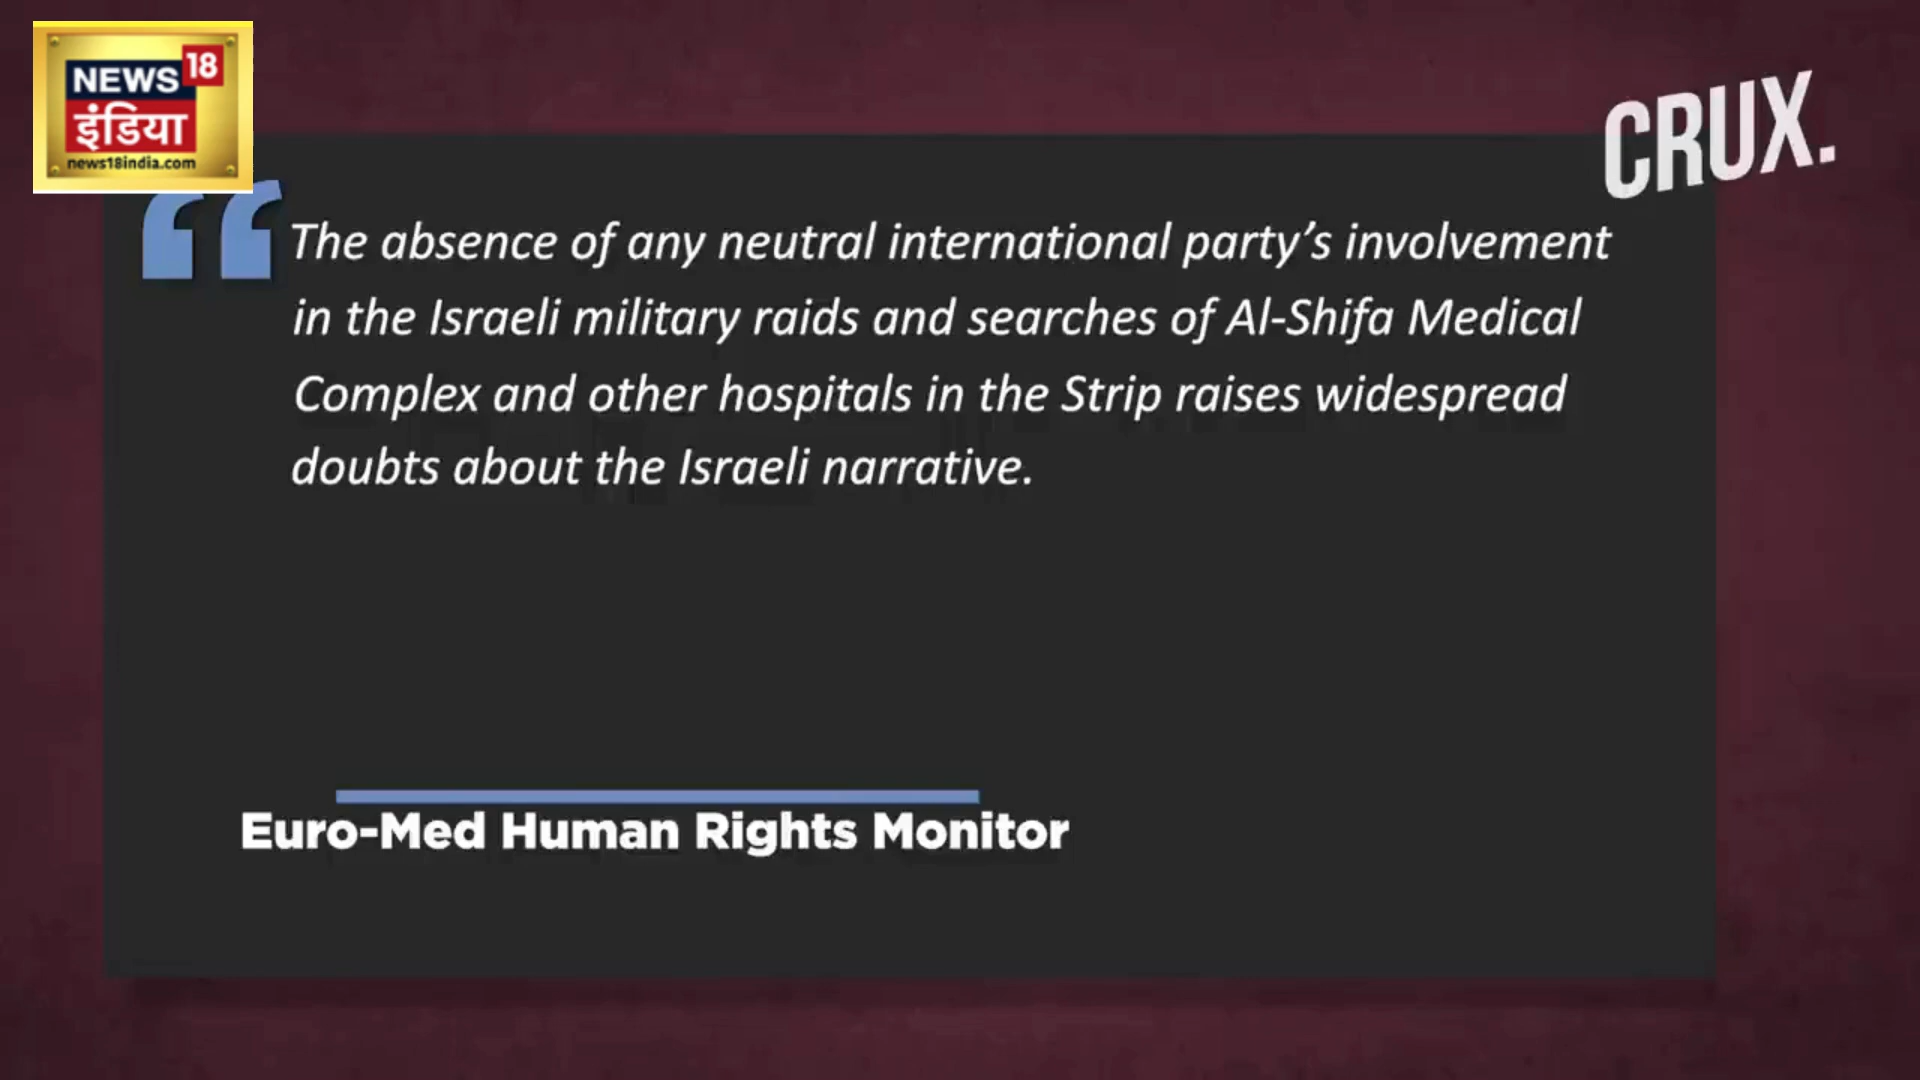 NEWS 18
इंडिया
news18india.com
CRUX.
“
The absence of any neutral international party’s involvement
in the Israeli military raids and searches of Al-Shifa Medical
Complex and other hospitals in the Strip raises widespread
doubts about the Israeli narrative.
Euro-Med Human Rights Monitor